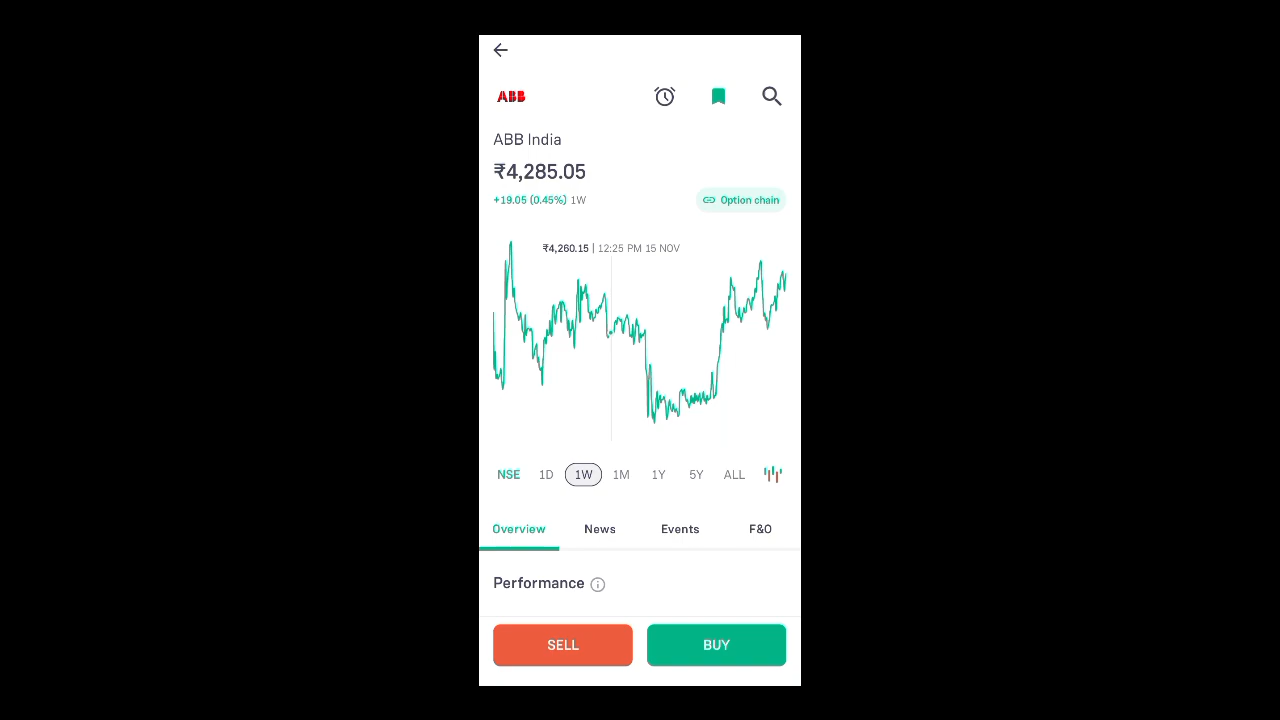 ABB
ABB India
₹4,285.05
+19.05 (0.45%) 1W
Option chain
₹4,260.15 | 12:25 PM 15 NOV
NSE 1D 1W 1M 1Y 5Y ALL
Overview News Events F&O
Performance
SELL BUY